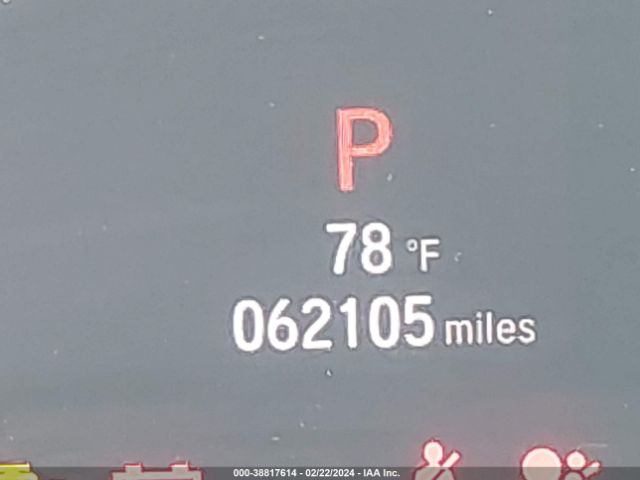 P
78 °F
062105 miles
000-38817614 - 02/22/2024 - IAA Inc.